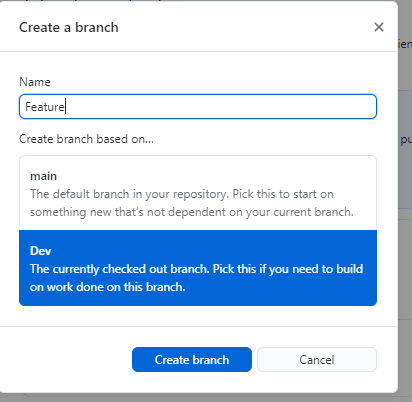 Create a branch
Name
Feature
Create branch based on...
main
The default branch in your repository. Pick this to start on
something new that's not dependent on your current branch.
Dev
The currently checked out branch. Pick this if you need to build
on work done on this branch.
Create branch
Cancel